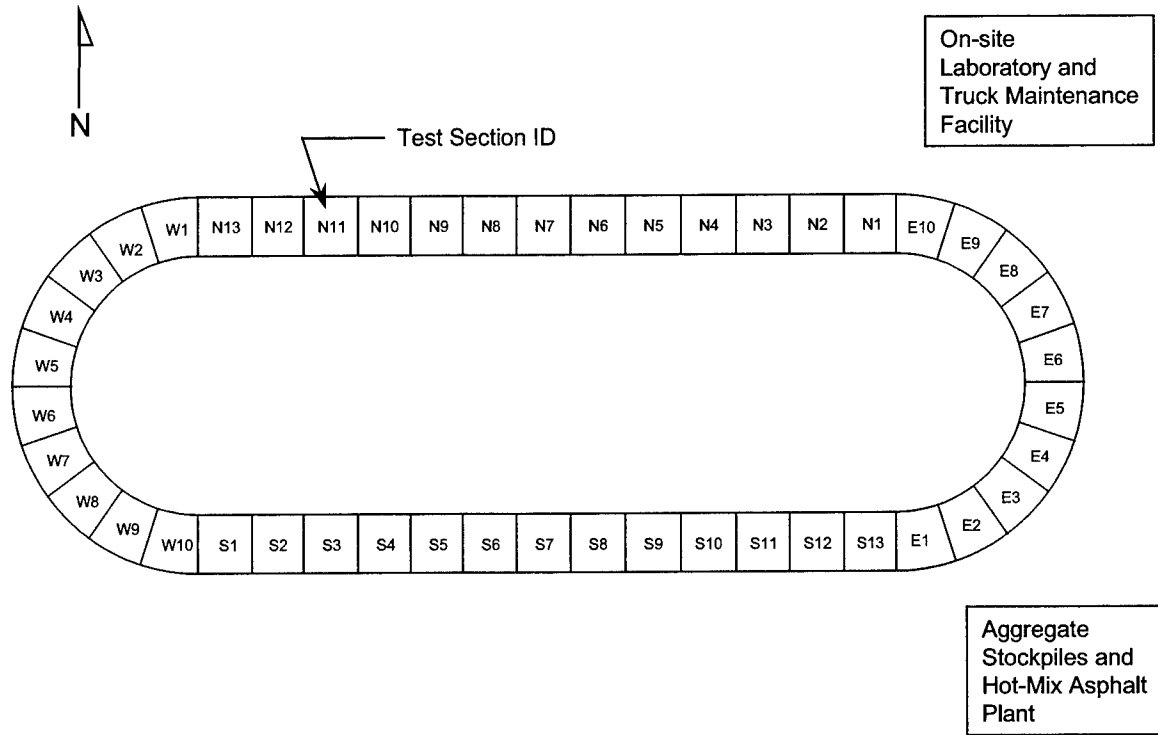 On-site
Laboratory and
Truck Maintenance
Facility
N
Test Section ID
W1 N13 N12 N11 N10 N9 N8 N7 N6 N5 N4 N3 N2 N1 E10
W2 E9
W3 E8
W4 E7
W5 E6
W6 E5
W7 E4
W8 E3
W9 E2
W10 S1 S2 S3 S4 S5 S6 S7 S8 S9 S10 S11 S12 S13 E1
Aggregate
Stockpiles and
Hot-Mix Asphalt
Plant